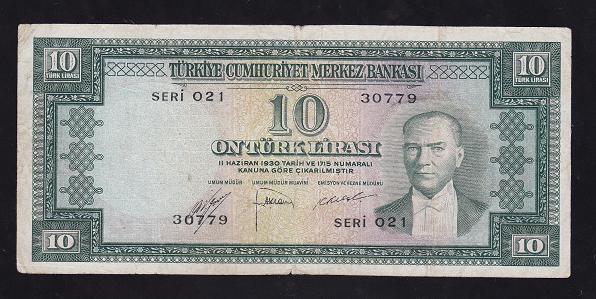 10
TÜRK LİRASI
10
TÜRK LİRASI
TÜRKİYE CUMHURİYET MERKEZ BANKASI
SERİ 021 30779
10
ON TÜRK LİRASI
11 HAZİRAN 1930 TARİH VE 1715 NUMARALI
KANUNA GÖRE ÇIKARILMIŞTIR
UMUM MÜDÜR UMUM MÜDÜR MUAVİNİ EMİSYON VE VEZNE MÜDÜRÜ
30779 SERİ 021
10 10